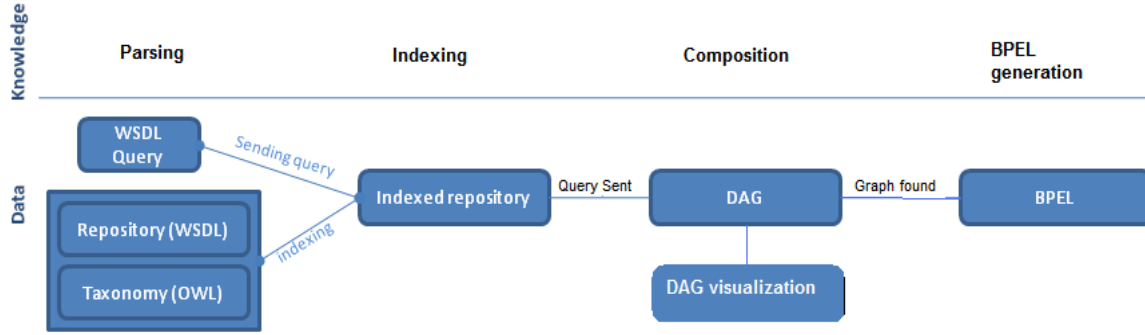 Knowledge
Parsing
Indexing
Composition
BPEL
generation
Data
WSDL
Query
Sending query
Repository (WSDL)
Taxonomy (OWL)
indexing
Indexed repository
Query Sent
DAG
Graph found
BPEL
DAG visualization